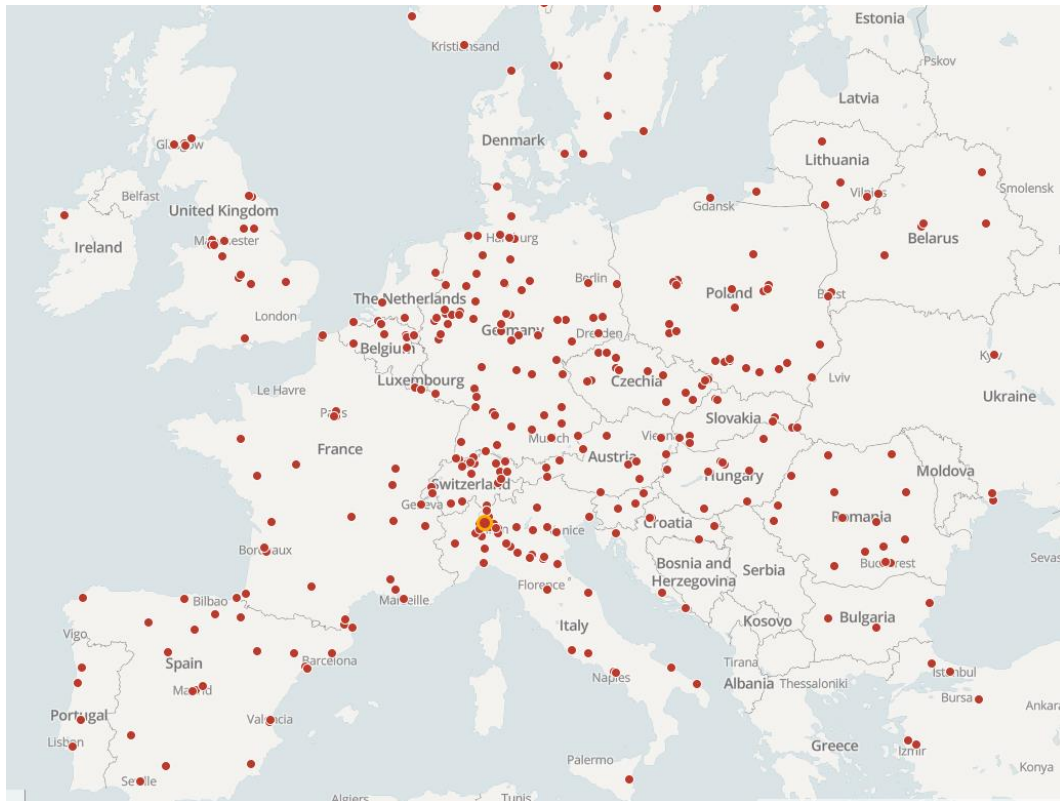 Estonia
Kristiansand
Pskov
Latvia
Denmark
Glasgow
Lithuania
Smolensk
Belfast
Vilnius
United Kingdom
Gdansk
Hamburg
Belarus
Manchester
Ireland
Berlin
The Netherlands
Poland
Brest
London
Germany
Dresden
Belgium
Kyiv
Lviv
Luxembourg
Czechia
Le Havre
Ukraine
Paris
Slovakia
Vienna
Munich
France
Austria
Moldova
Switzerland
Hungary
Geneva
Romania
Croatia
Venice
Bordeaux
Sevas
Bosnia and
Herzegovina
Serbia
Bucharest
Florence
Marseille
Bilbao
Bulgaria
Italy
Kosovo
Vigo
Spain
Barcelona
Tirana
Istanbul
Naples
Albania
Thessaloniki
Madrid
Bursa
Ankara
Portugal
Valencia
Lisbon
Greece
Izmir
Palermo
Konya
Seville
Algiers
Tunis